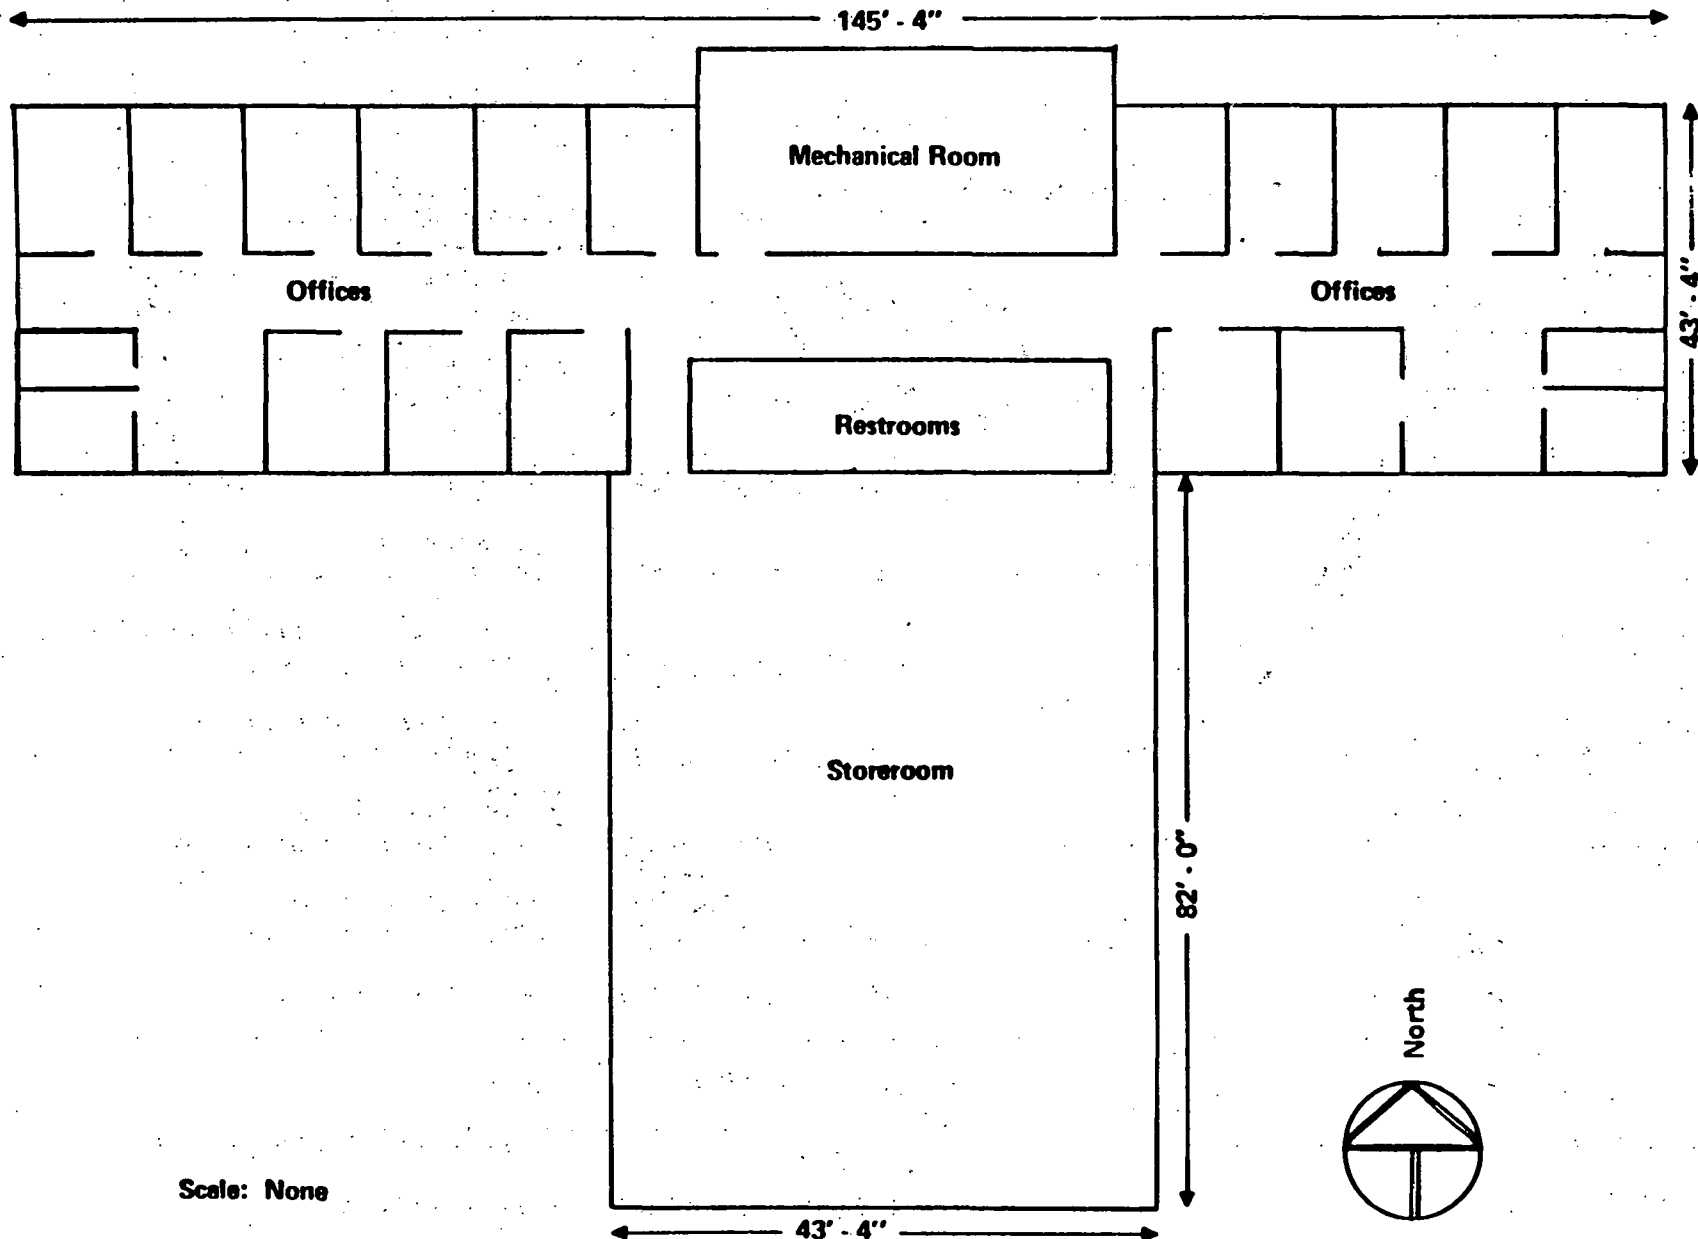 145' - 4"
Mechanical Room
Offices
Offices
43' - 4"
Restrooms
82' - 0"
Storeroom
North
Scale: None
43' - 4"